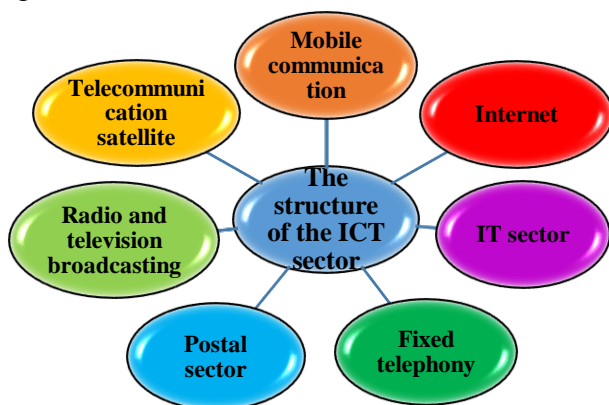 Mobile
communica
tion
Telecommuni
cation
satellite
Internet
The
structure
of the ICT
sector
Radio and
television
broadcasting
IT sector
Postal
sector
Fixed
telephony